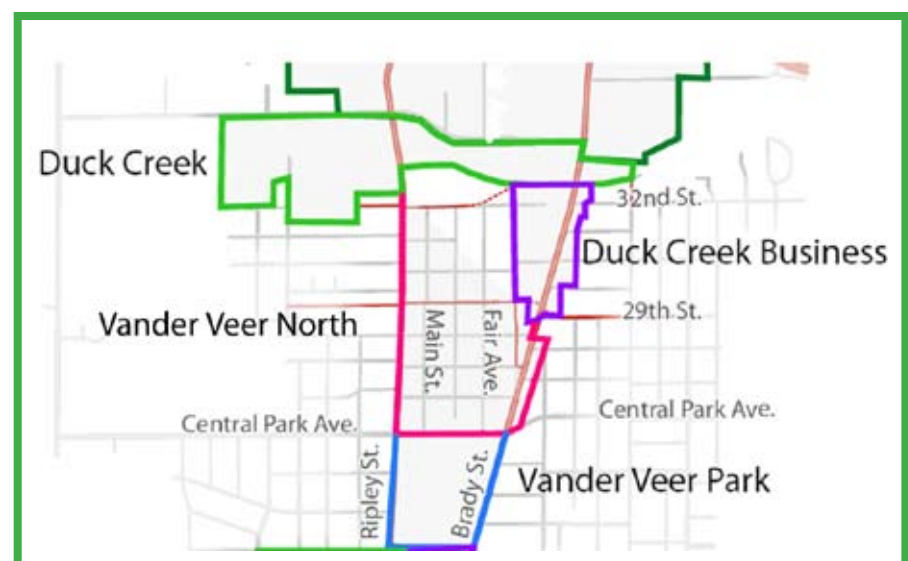 Duck Creek
32nd St.
Duck Creek Business
29th St.
Vander Veer North
Main St.
Fair Ave.
Central Park Ave.
Central Park Ave.
Ripley St.
Brady St.
Vander Veer Park